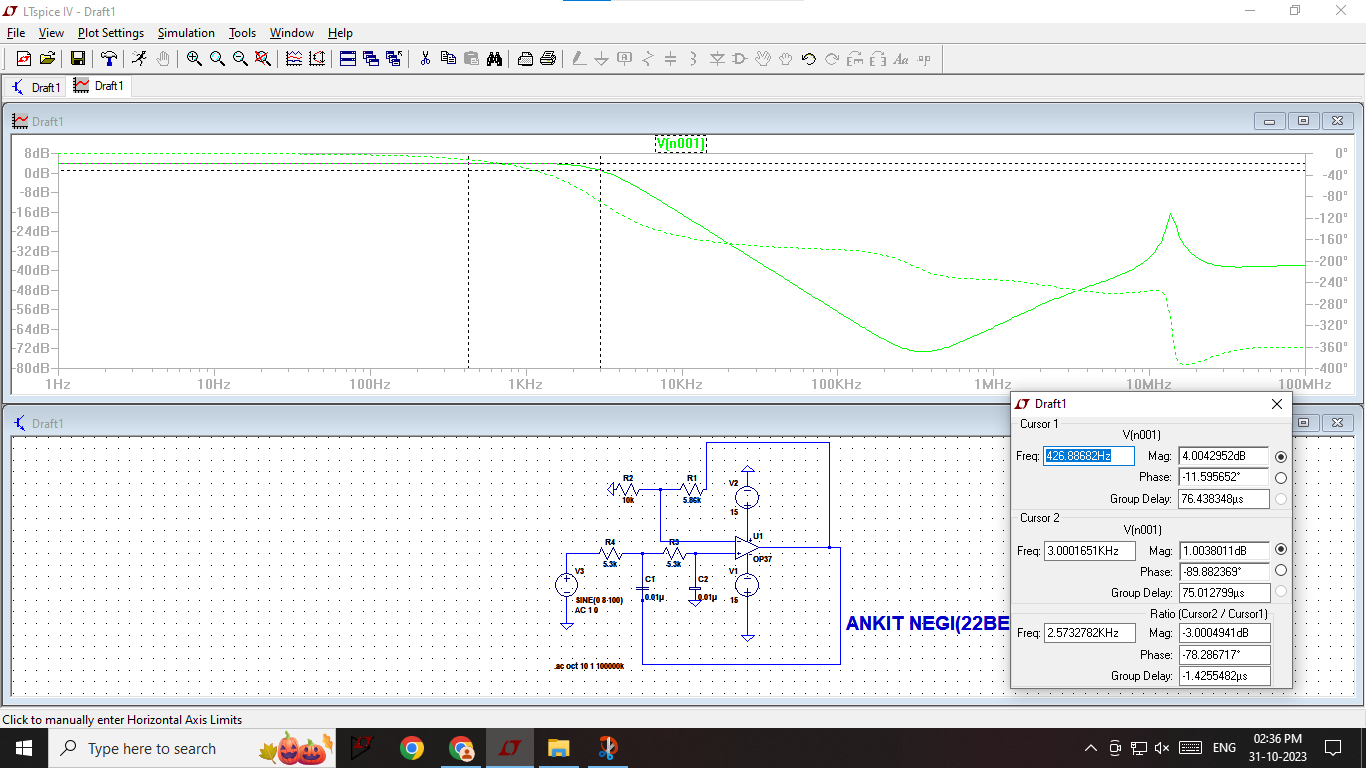 LTspice IV - Draft1
File View Plot Settings Simulation Tools Window Help
Draft1 Draft1
Draft1
V(n001)
8dB
0dB
-8dB
-16dB
-24dB
-32dB
-40dB
-48dB
-56dB
-64dB
-72dB
-80dB
0°
-40°
-80°
-120°
-160°
-200°
-240°
-280°
-320°
-360°
-400°
1Hz 10Hz 100Hz 1KHz 10KHz 100KHz 1MHz 10MHz 100MHz
Draft1
R2
10k
R1
5.86k
V2
15
U1
OP37
R4
5.3k
R3
5.3k
V3
C1
0.01µ
C2
0.01µ
V1
15
SINE(0 8 100)
AC 1 0
.ac oct 10 1 100000k
ANKIT NEGI(22BE
Draft1
Cursor 1
V(n001)
Freq: 426.88682Hz Mag: 4.0042952dB
Phase: -11.595652°
Group Delay: 76.438348µs
Cursor 2
V(n001)
Freq: 3.0001651KHz Mag: 1.0038011dB
Phase: -89.882369°
Group Delay: 75.012799µs
Ratio (Cursor2 / Cursor1)
Freq: 2.5732782KHz Mag: -3.0004941dB
Phase: -78.286717°
Group Delay: -1.4255482µs
Click to manually enter Horizontal Axis Limits
Type here to search
ENG
02:36 PM
31-10-2023